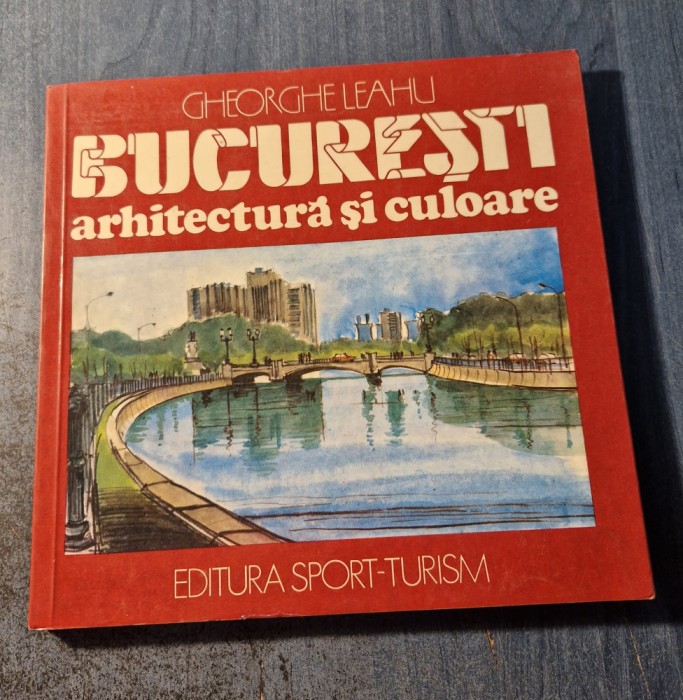 GHEORGHE LEAHU
BUCUREȘTI
arhitectură și culoare
EDITURA SPORT-TURISM